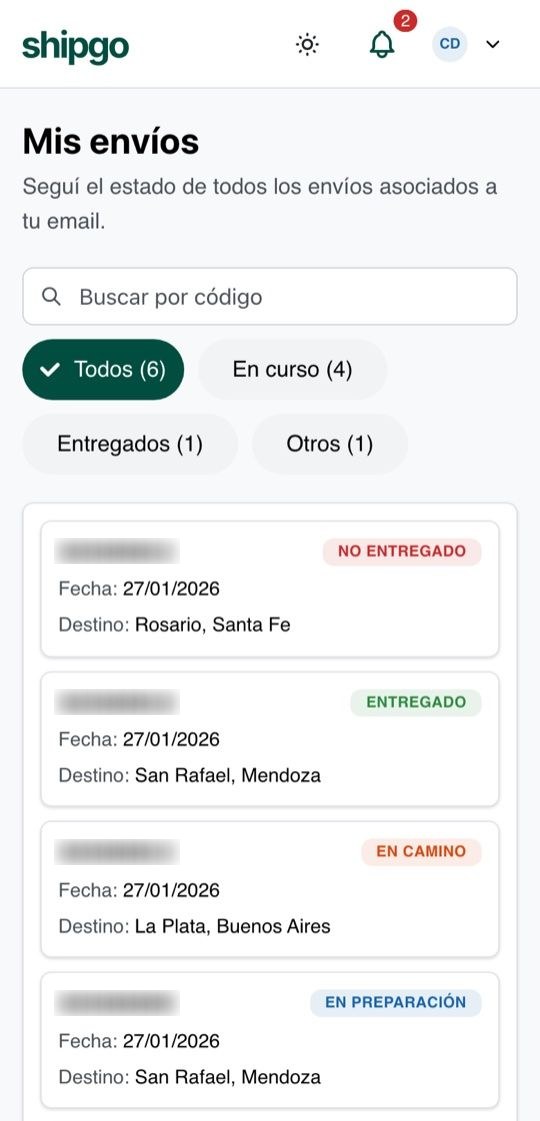 shipgo
2
CD
Mis envíos
Seguí el estado de todos los envíos asociados a
tu email.
Buscar por código
Todos (6)
En curso (4)
Entregados (1)
Otros (1)
NO ENTREGADO
Fecha: 27/01/2026
Destino: Rosario, Santa Fe
ENTREGADO
Fecha: 27/01/2026
Destino: San Rafael, Mendoza
EN CAMINO
Fecha: 27/01/2026
Destino: La Plata, Buenos Aires
EN PREPARACIÓN
Fecha: 27/01/2026
Destino: San Rafael, Mendoza